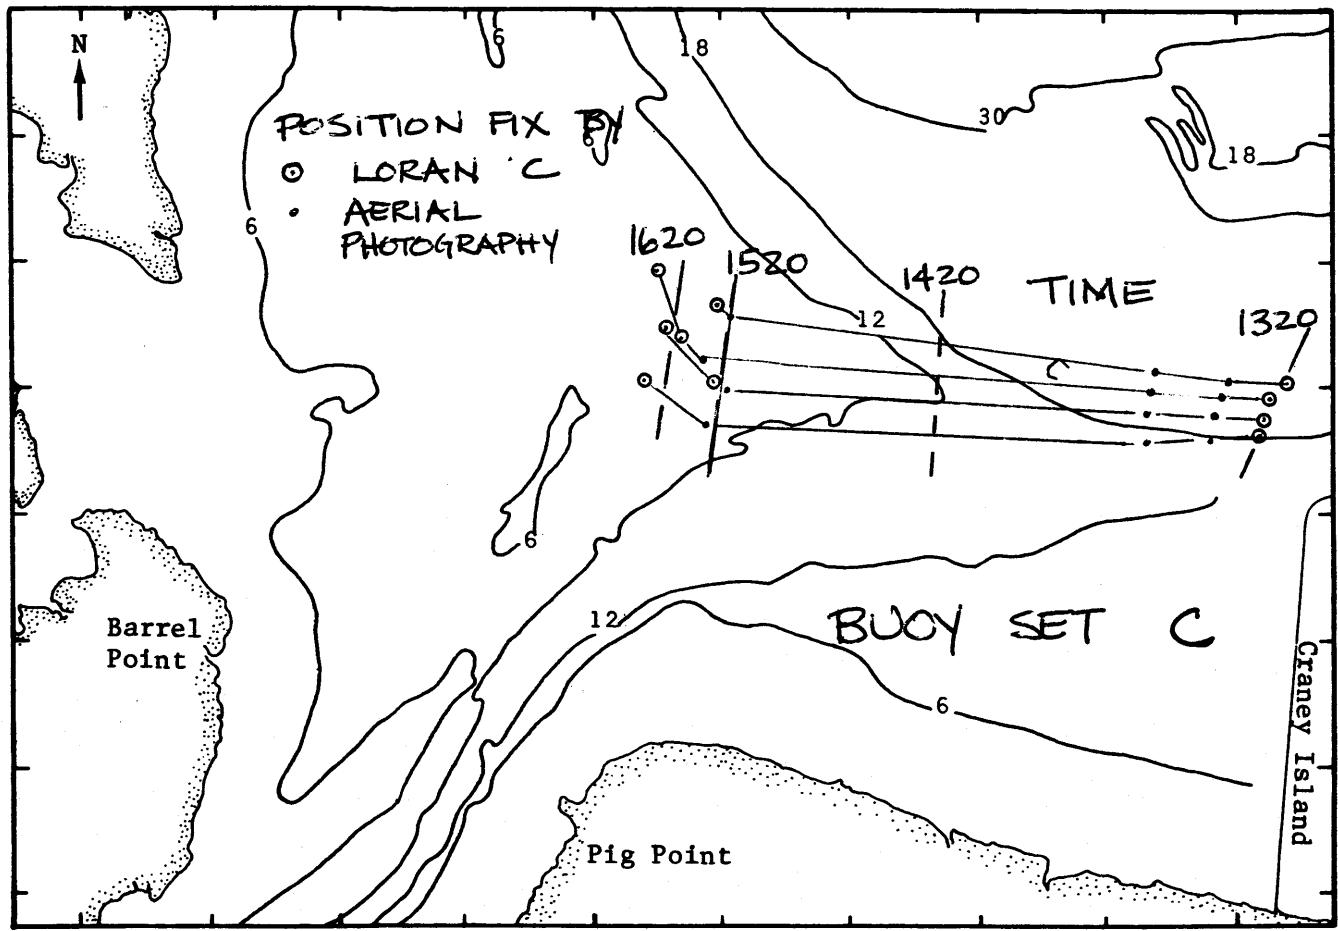 6
18
N
30
POSITION FIX BY
6
LORAN C
18
AERIAL
PHOTOGRAPHY
6
1620
1520
1420
TIME
1320
12
6
12
BUOY SET C
Barrel
Point
Craney Island
6
Pig Point